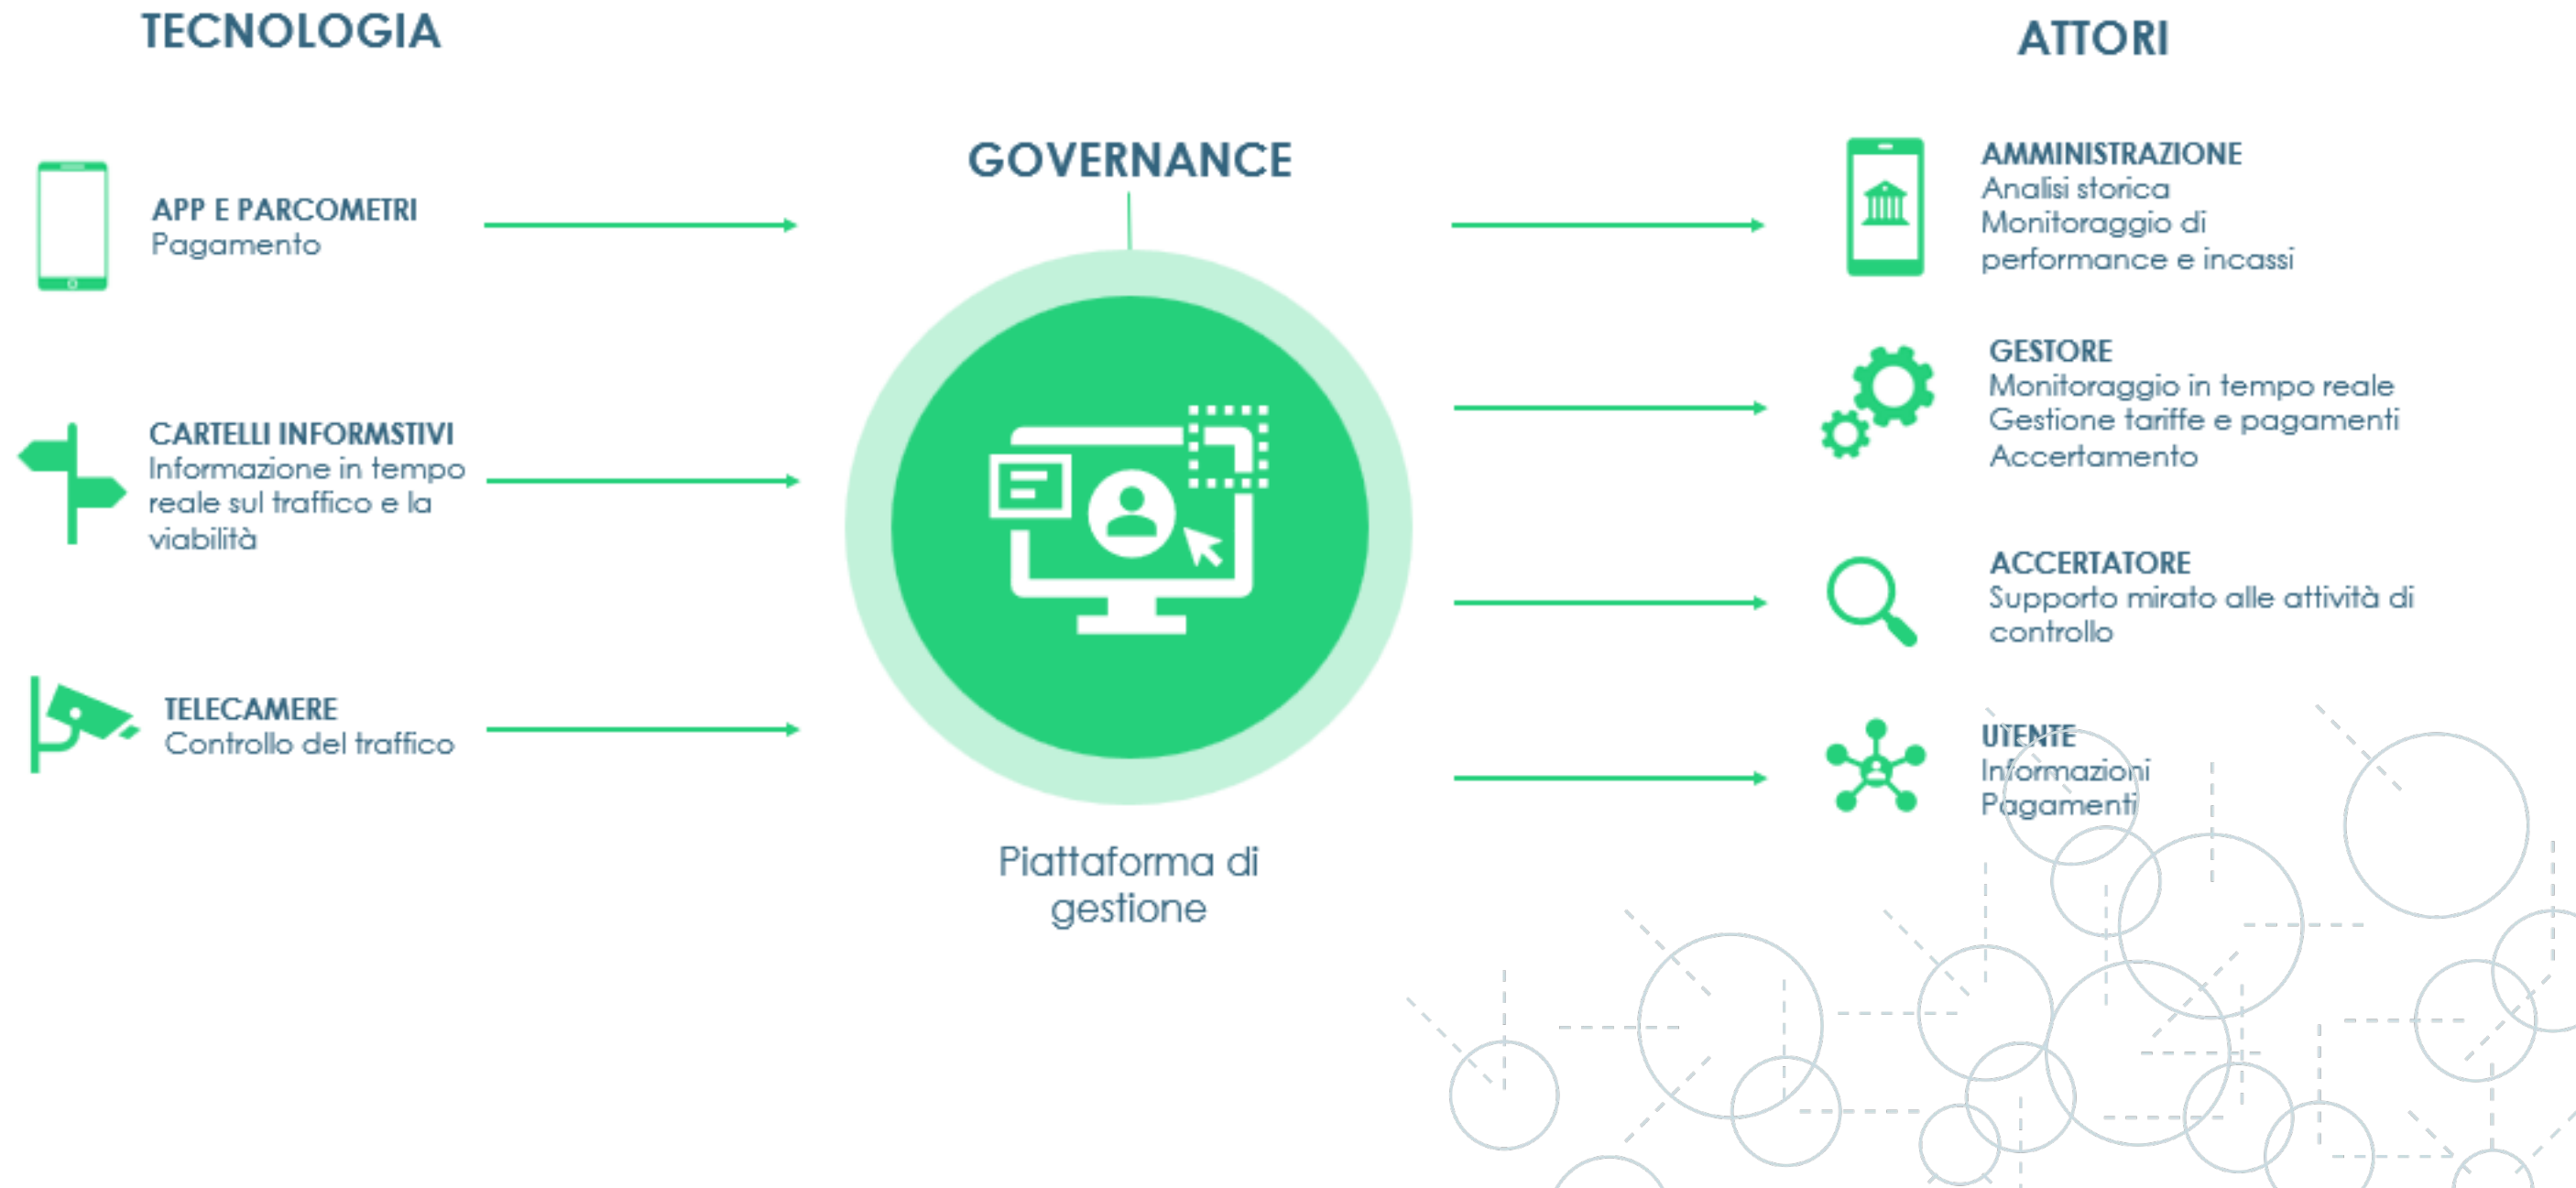 TECNOLOGIA
APP E PARCOMETRI
Pagamento
CARTELLI INFORMSTIVI
Informazione in tempo
reale sul traffico e la
viabilità
TELECAMERE
Controllo del traffico
GOVERNANCE
Piattaforma di
gestione
ATTORI
AMMINISTRAZIONE
Analisi storica
Monitoraggio di
performance e incassi
GESTORE
Monitoraggio in tempo reale
Gestione tariffe e pagamenti
Accertamento
ACCERTATORE
Supporto mirato alle attività di
controllo
UTENTE
Informazioni
Pagamenti